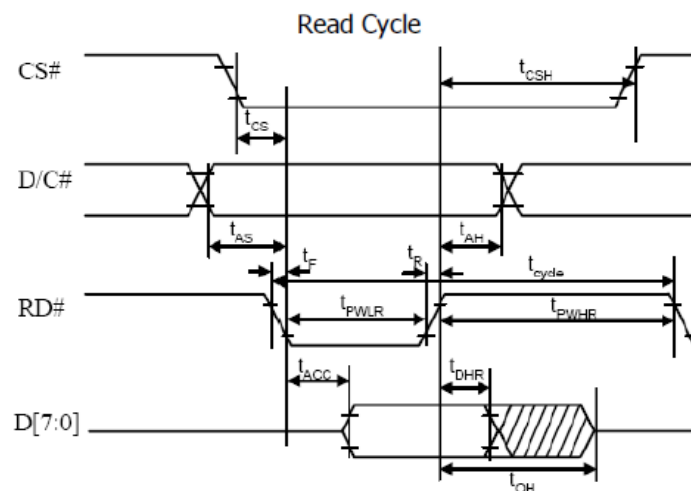 Read Cycle
CS#
tCSH
tCS
D/C#
tAS
tAH
tF
tR
tcycle
RD#
tPWLR
tPWHR
tACC
tDHR
D[7:0]
tOH